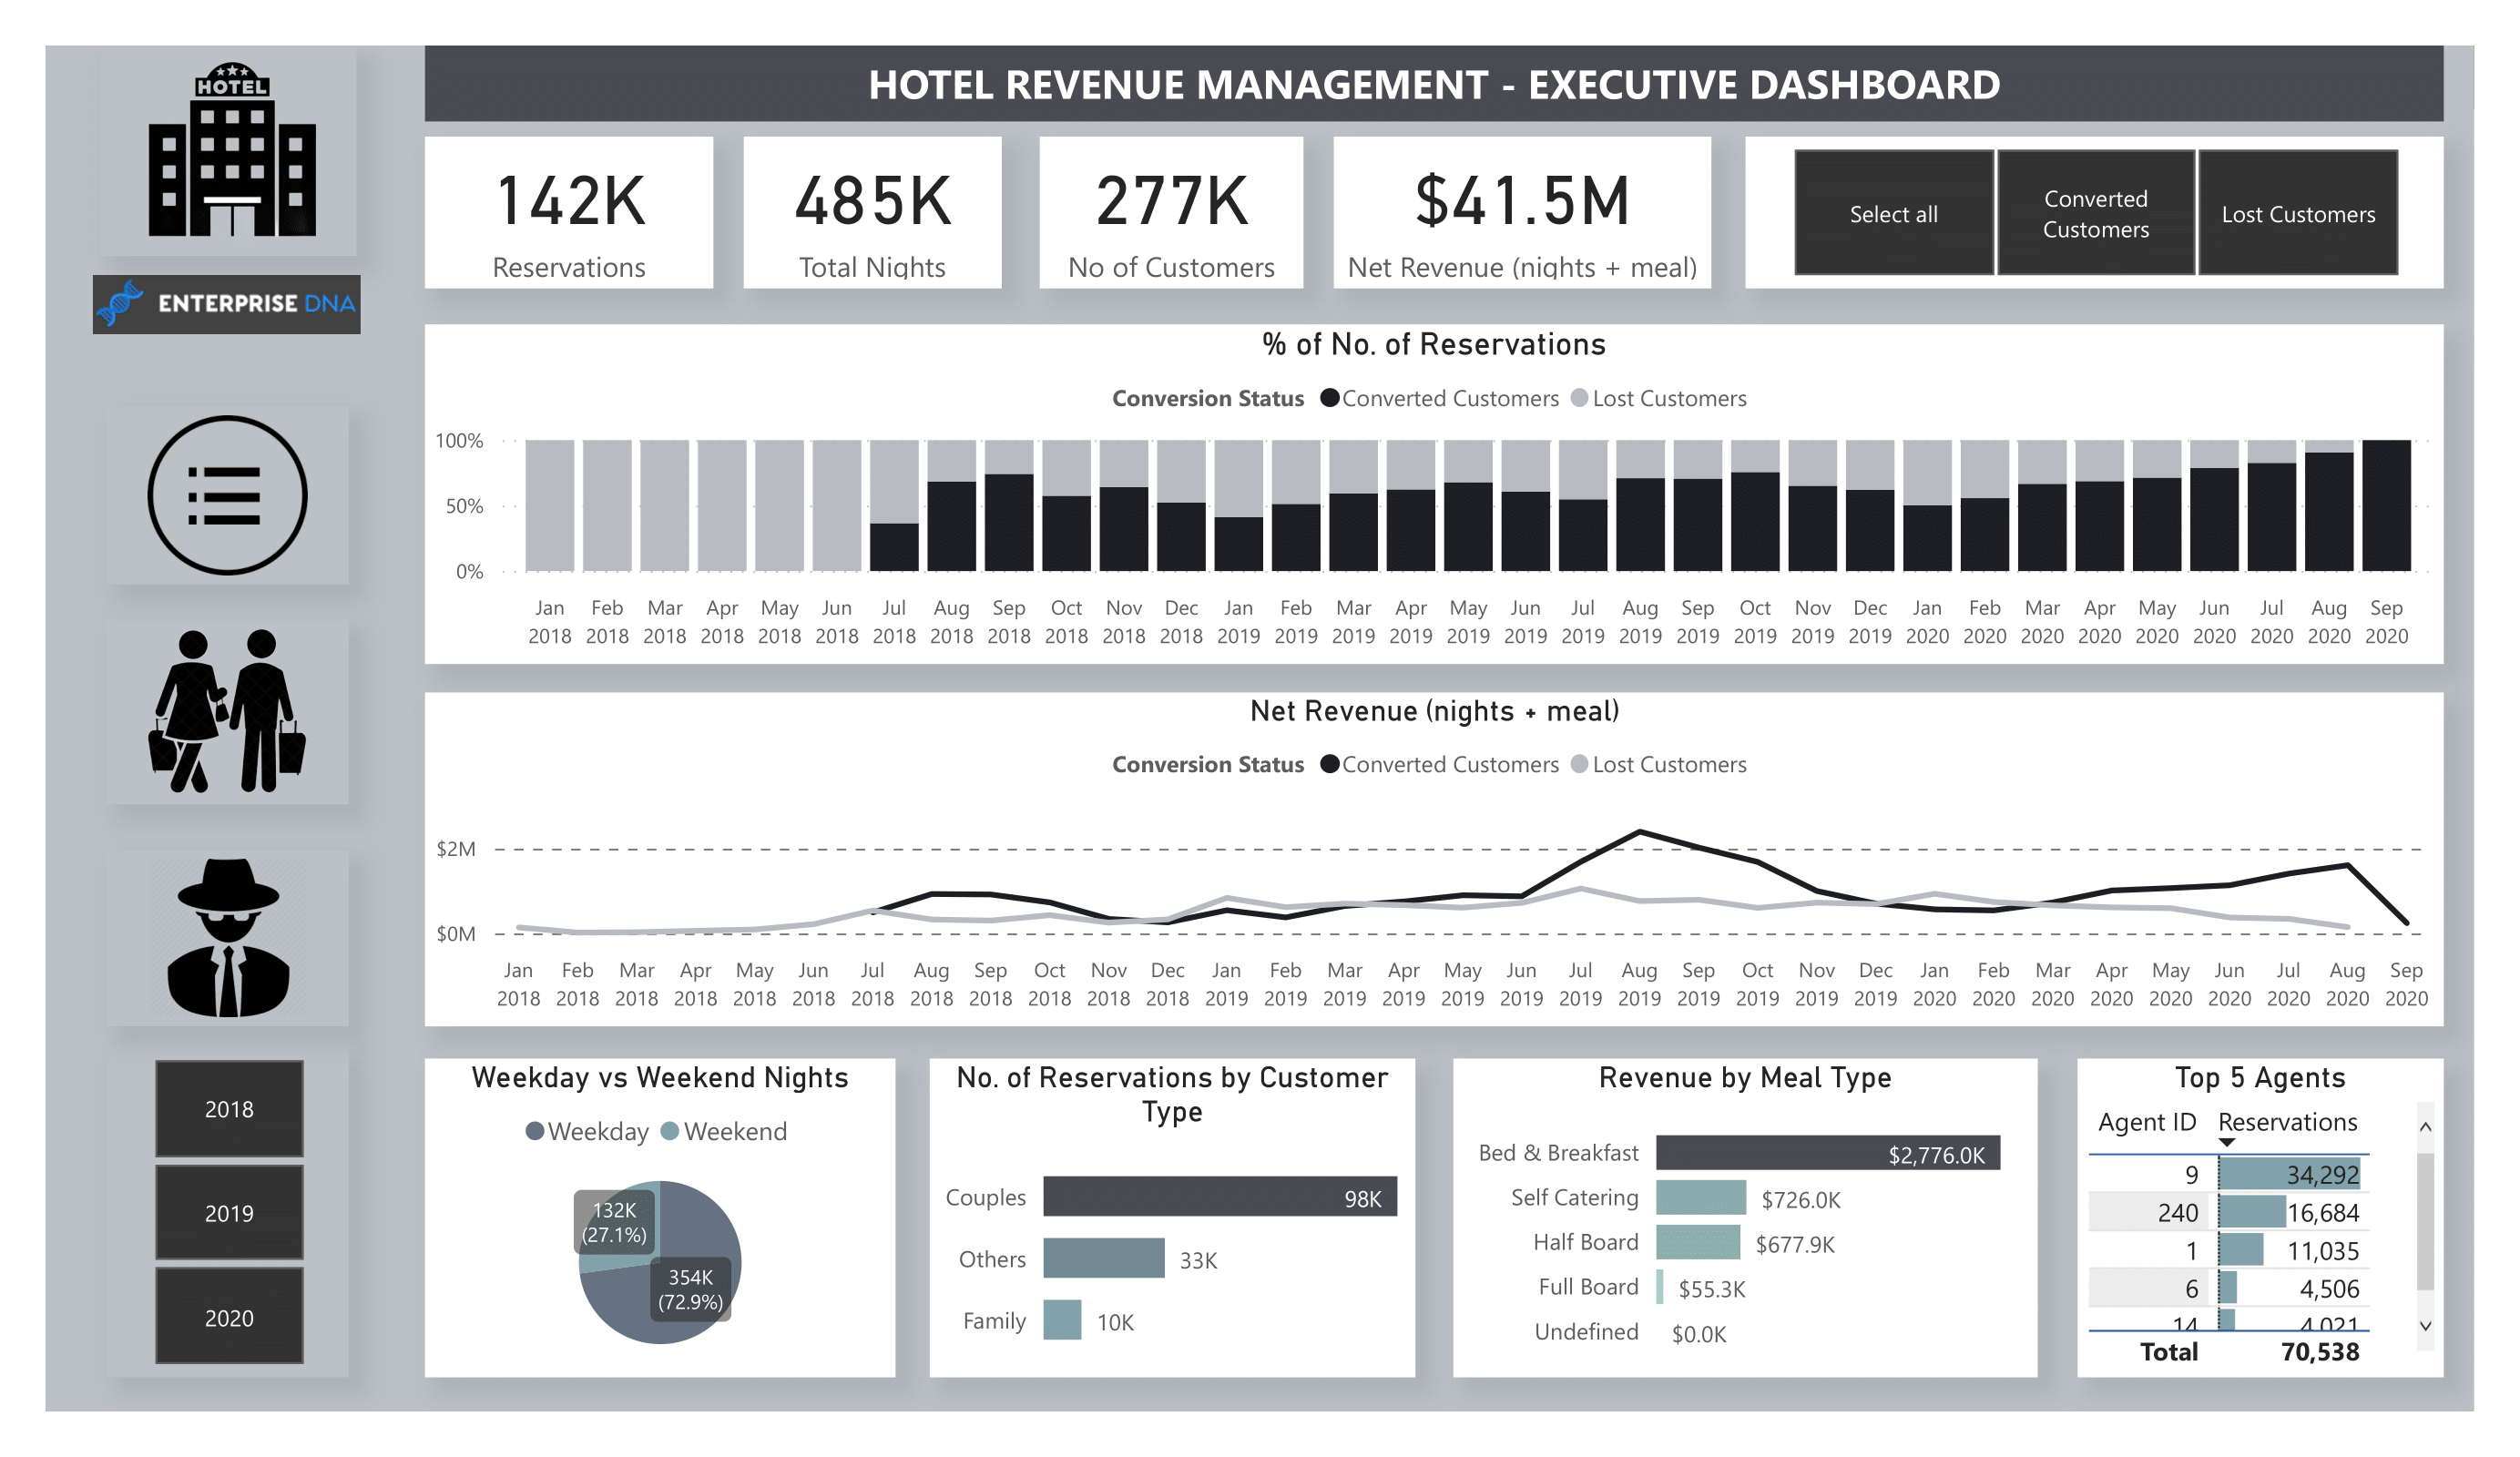 HOTEL
ENTERPRISE DNA
HOTEL REVENUE MANAGEMENT - EXECUTIVE DASHBOARD
142K
Reservations
485K
Total Nights
277K
No of Customers
$41.5M
Net Revenue (nights + meal)
Select all
Converted
Customers
Lost Customers
% of No. of Reservations
Conversion Status Converted Customers Lost Customers
100%
50%
0%
Jan Feb Mar Apr May Jun Jul Aug Sep Oct Nov Dec Jan Feb Mar Apr May Jun Jul Aug Sep Oct Nov Dec Jan Feb Mar Apr May Jun Jul Aug Sep
2018 2018 2018 2018 2018 2018 2018 2018 2018 2018 2018 2018 2019 2019 2019 2019 2019 2019 2019 2019 2019 2019 2019 2019 2020 2020 2020 2020 2020 2020 2020 2020 2020
Net Revenue (nights + meal)
Conversion Status Converted Customers Lost Customers
$2M
$0M
Jan Feb Mar Apr May Jun Jul Aug Sep Oct Nov Dec Jan Feb Mar Apr May Jun Jul Aug Sep Oct Nov Dec Jan Feb Mar Apr May Jun Jul Aug Sep
2018 2018 2018 2018 2018 2018 2018 2018 2018 2018 2018 2018 2019 2019 2019 2019 2019 2019 2019 2019 2019 2019 2019 2019 2020 2020 2020 2020 2020 2020 2020 2020 2020
2018
2019
2020
Weekday vs Weekend Nights
Weekday Weekend
132K
(27.1%)
354K
(72.9%)
No. of Reservations by Customer
Type
Couples 98K
Others 33K
Family 10K
Revenue by Meal Type
Bed & Breakfast $2,776.0K
Self Catering $726.0K
Half Board $677.9K
Full Board $55.3K
Undefined $0.0K
Top 5 Agents
Agent ID Reservations
9 34,292
240 16,684
1 11,035
6 4,506
14 4,021
Total 70,538